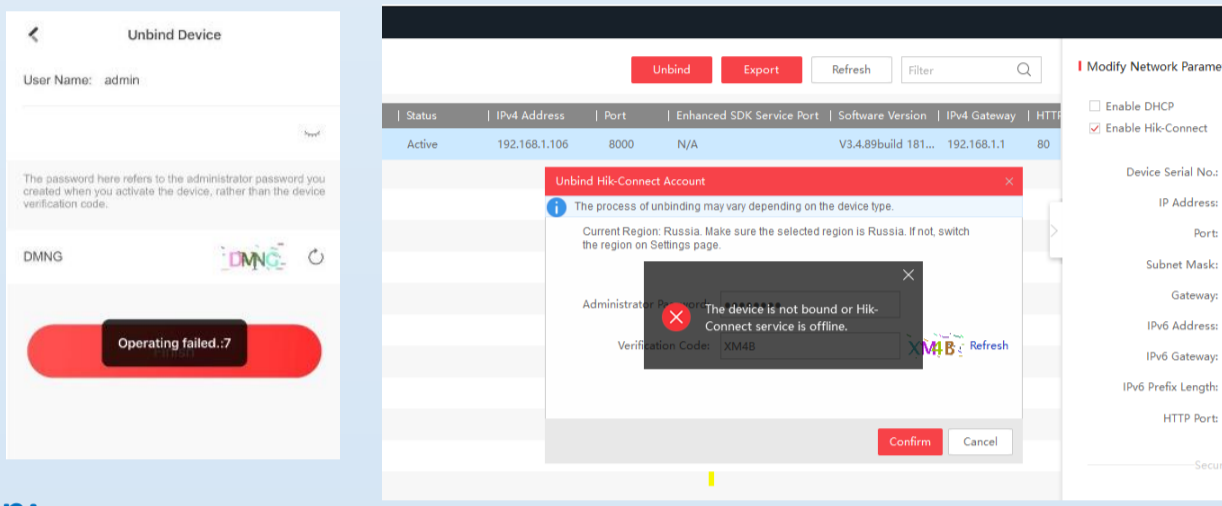 Unbind Device
User Name: admin
The password here refers to the administrator password you
created when you activate the device, rather than the device
verification code.
DMNG
DMNG
Operating failed.:7
Unbind
Export
Refresh
Filter
Status
IPv4 Address
Port
Enhanced SDK Service Port
Software Version
IPv4 Gateway
HTTP
Active
192.168.1.106
8000
N/A
V3.4.89build 181...
192.168.1.1
80
Unbind Hik-Connect Account
The process of unbinding may vary depending on the device type.
Current Region: Russia. Make sure the selected region is Russia. If not, switch
the region on Settings page.
Administrator Password:
The device is not bound or Hik-
Connect service is offline.
Verification Code:
XM4B
XM4B
Refresh
Confirm
Cancel
Modify Network Parame
Enable DHCP
Enable Hik-Connect
Device Serial No.:
IP Address:
Port:
Subnet Mask:
Gateway:
IPv6 Address:
IPv6 Gateway:
IPv6 Prefix Length:
HTTP Port:
Secur